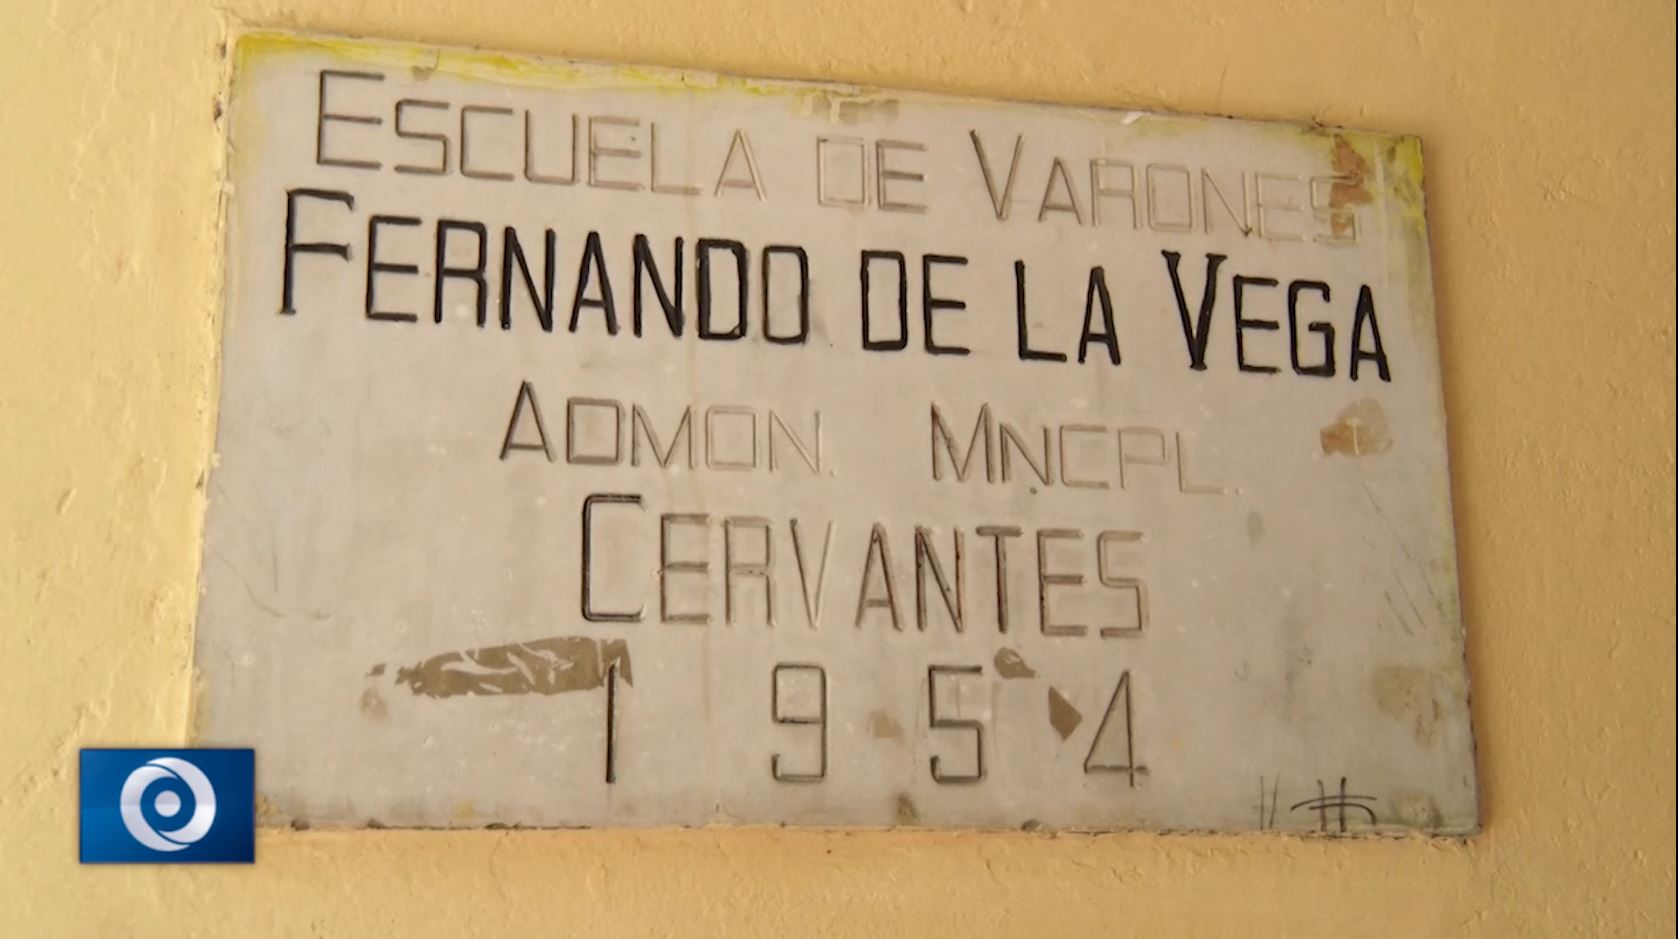 ESCUELA DE VARONES
FERNANDO DE LA VEGA
ADMON. MNCPL.
CERVANTES
1954